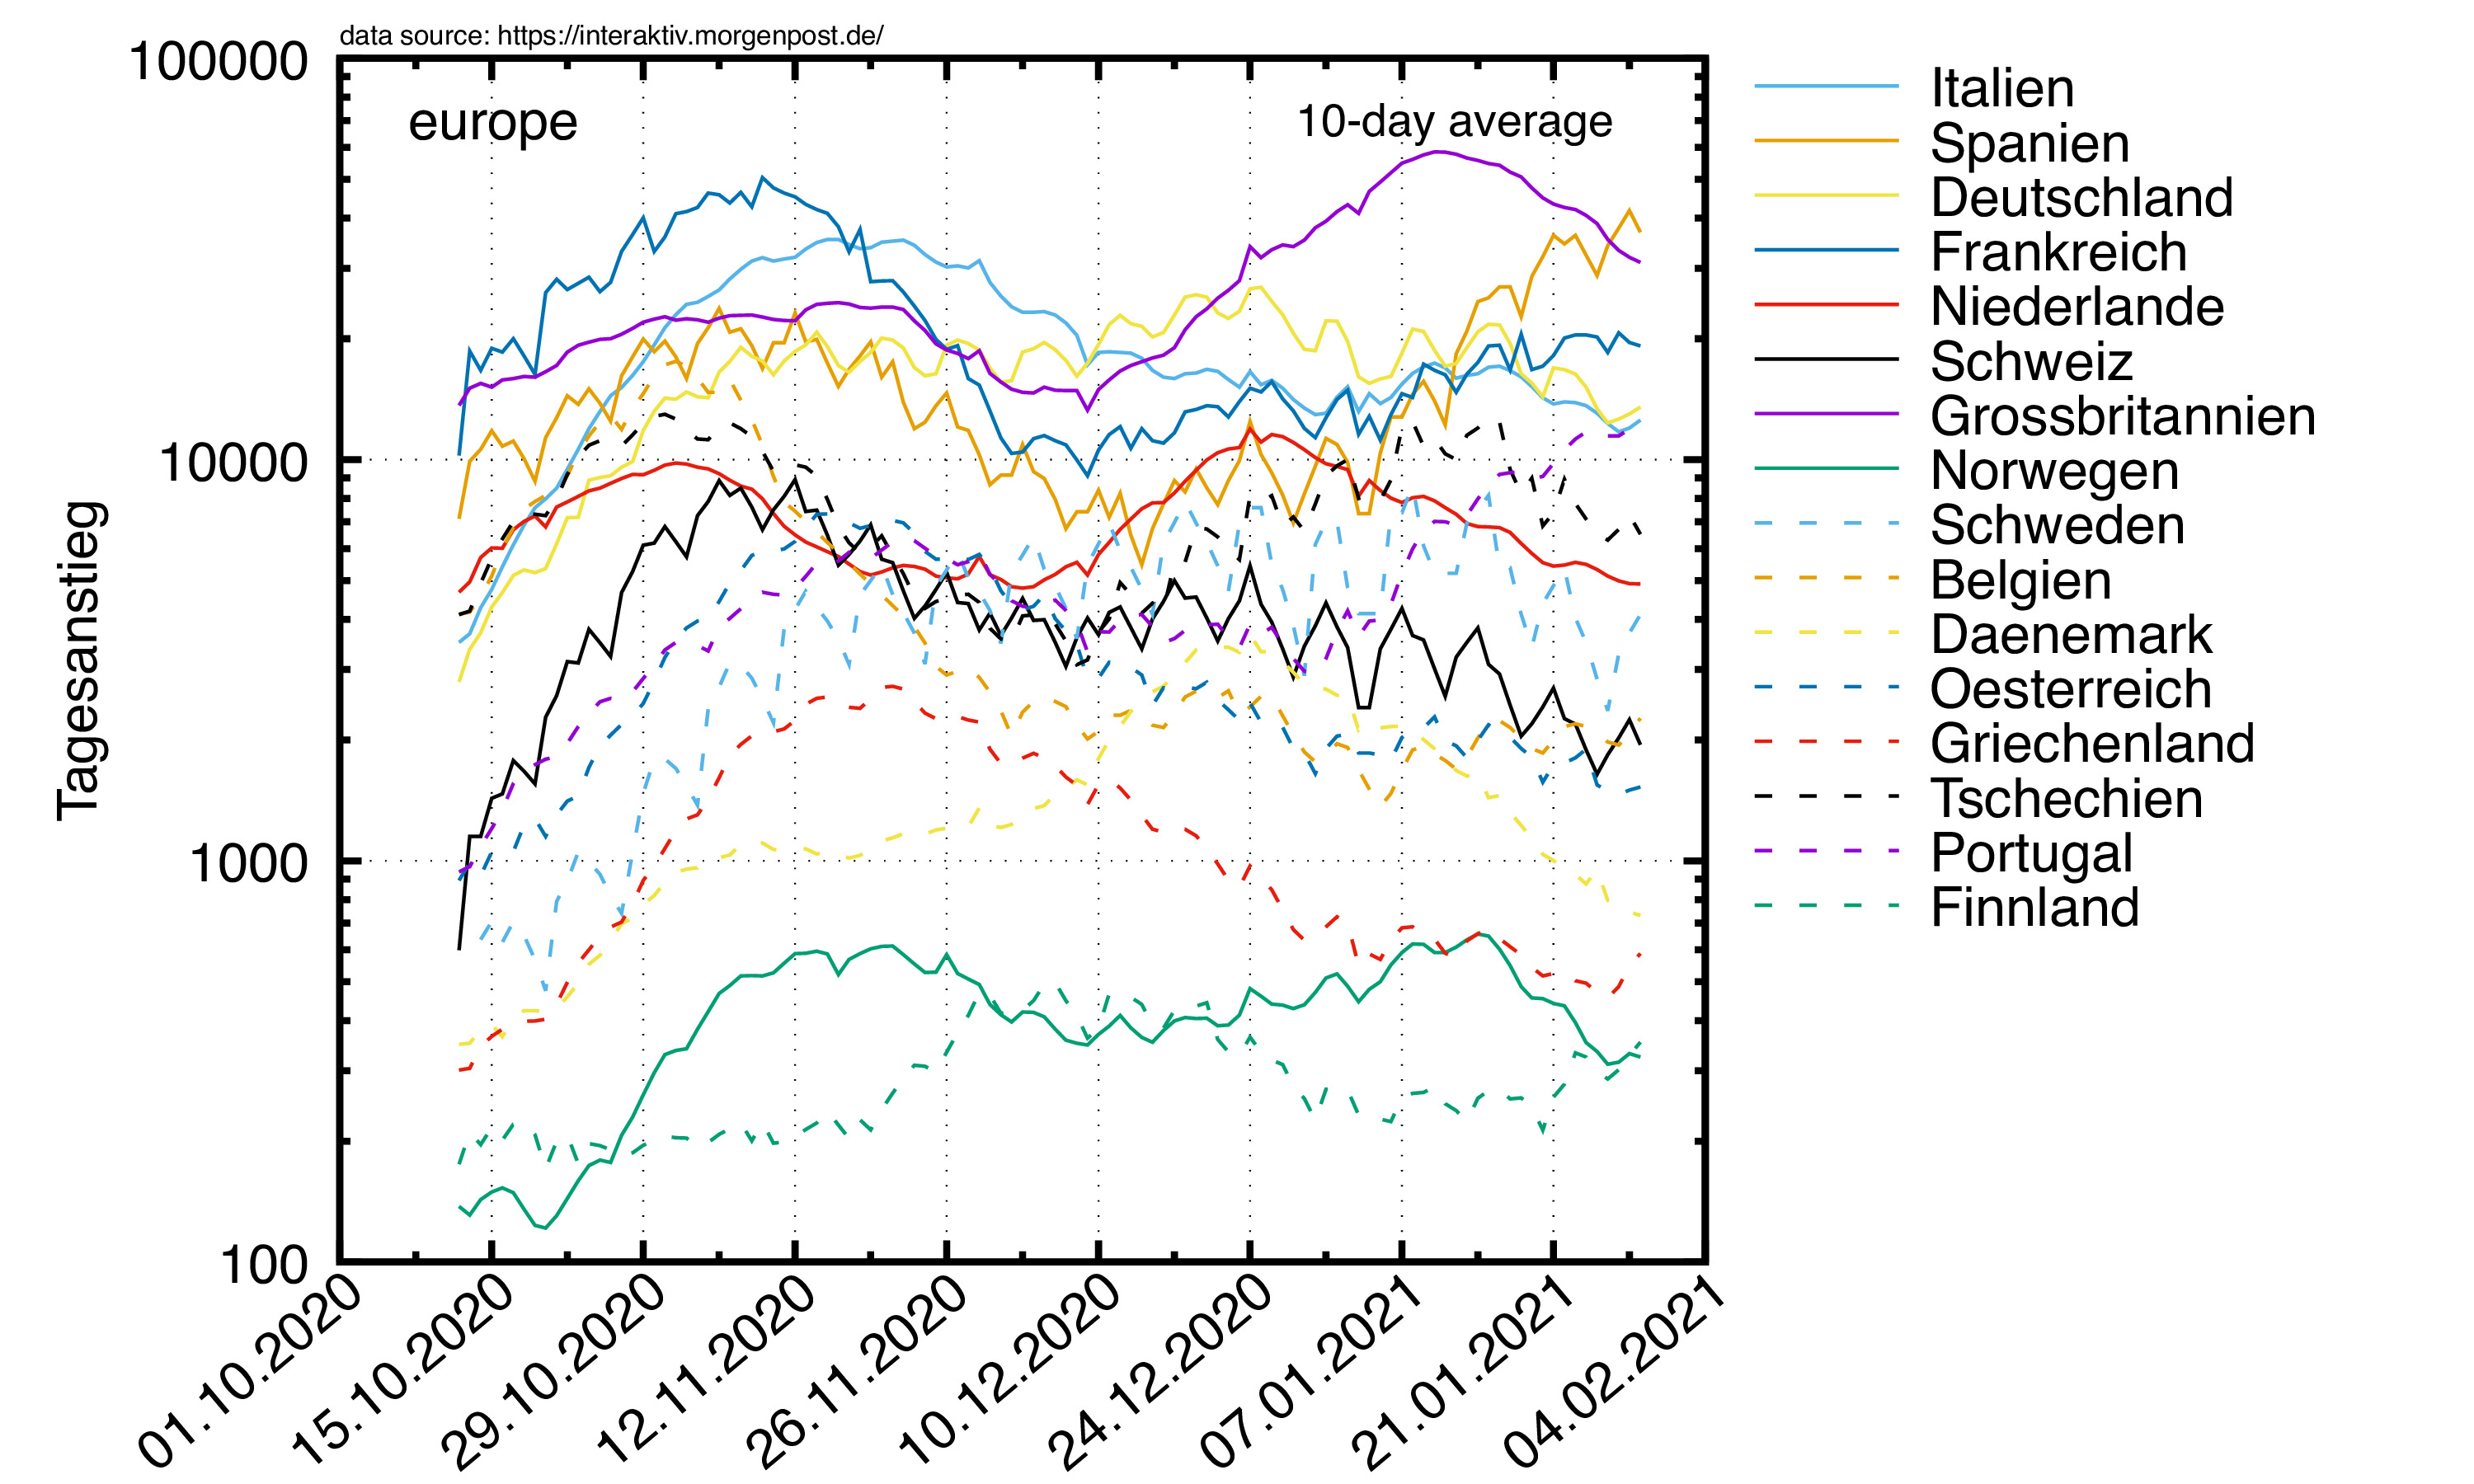 data source: https://interaktiv.morgenpost.de/
europe
10-day average
Tagesanstieg
100000
10000
1000
100
01.10.2020
15.10.2020
29.10.2020
12.11.2020
26.11.2020
10.12.2020
24.12.2020
07.01.2021
21.01.2021
04.02.2021
Italien
Spanien
Deutschland
Frankreich
Niederlande
Schweiz
Grossbritannien
Norwegen
Schweden
Belgien
Daenemark
Oesterreich
Griechenland
Tschechien
Portugal
Finnland